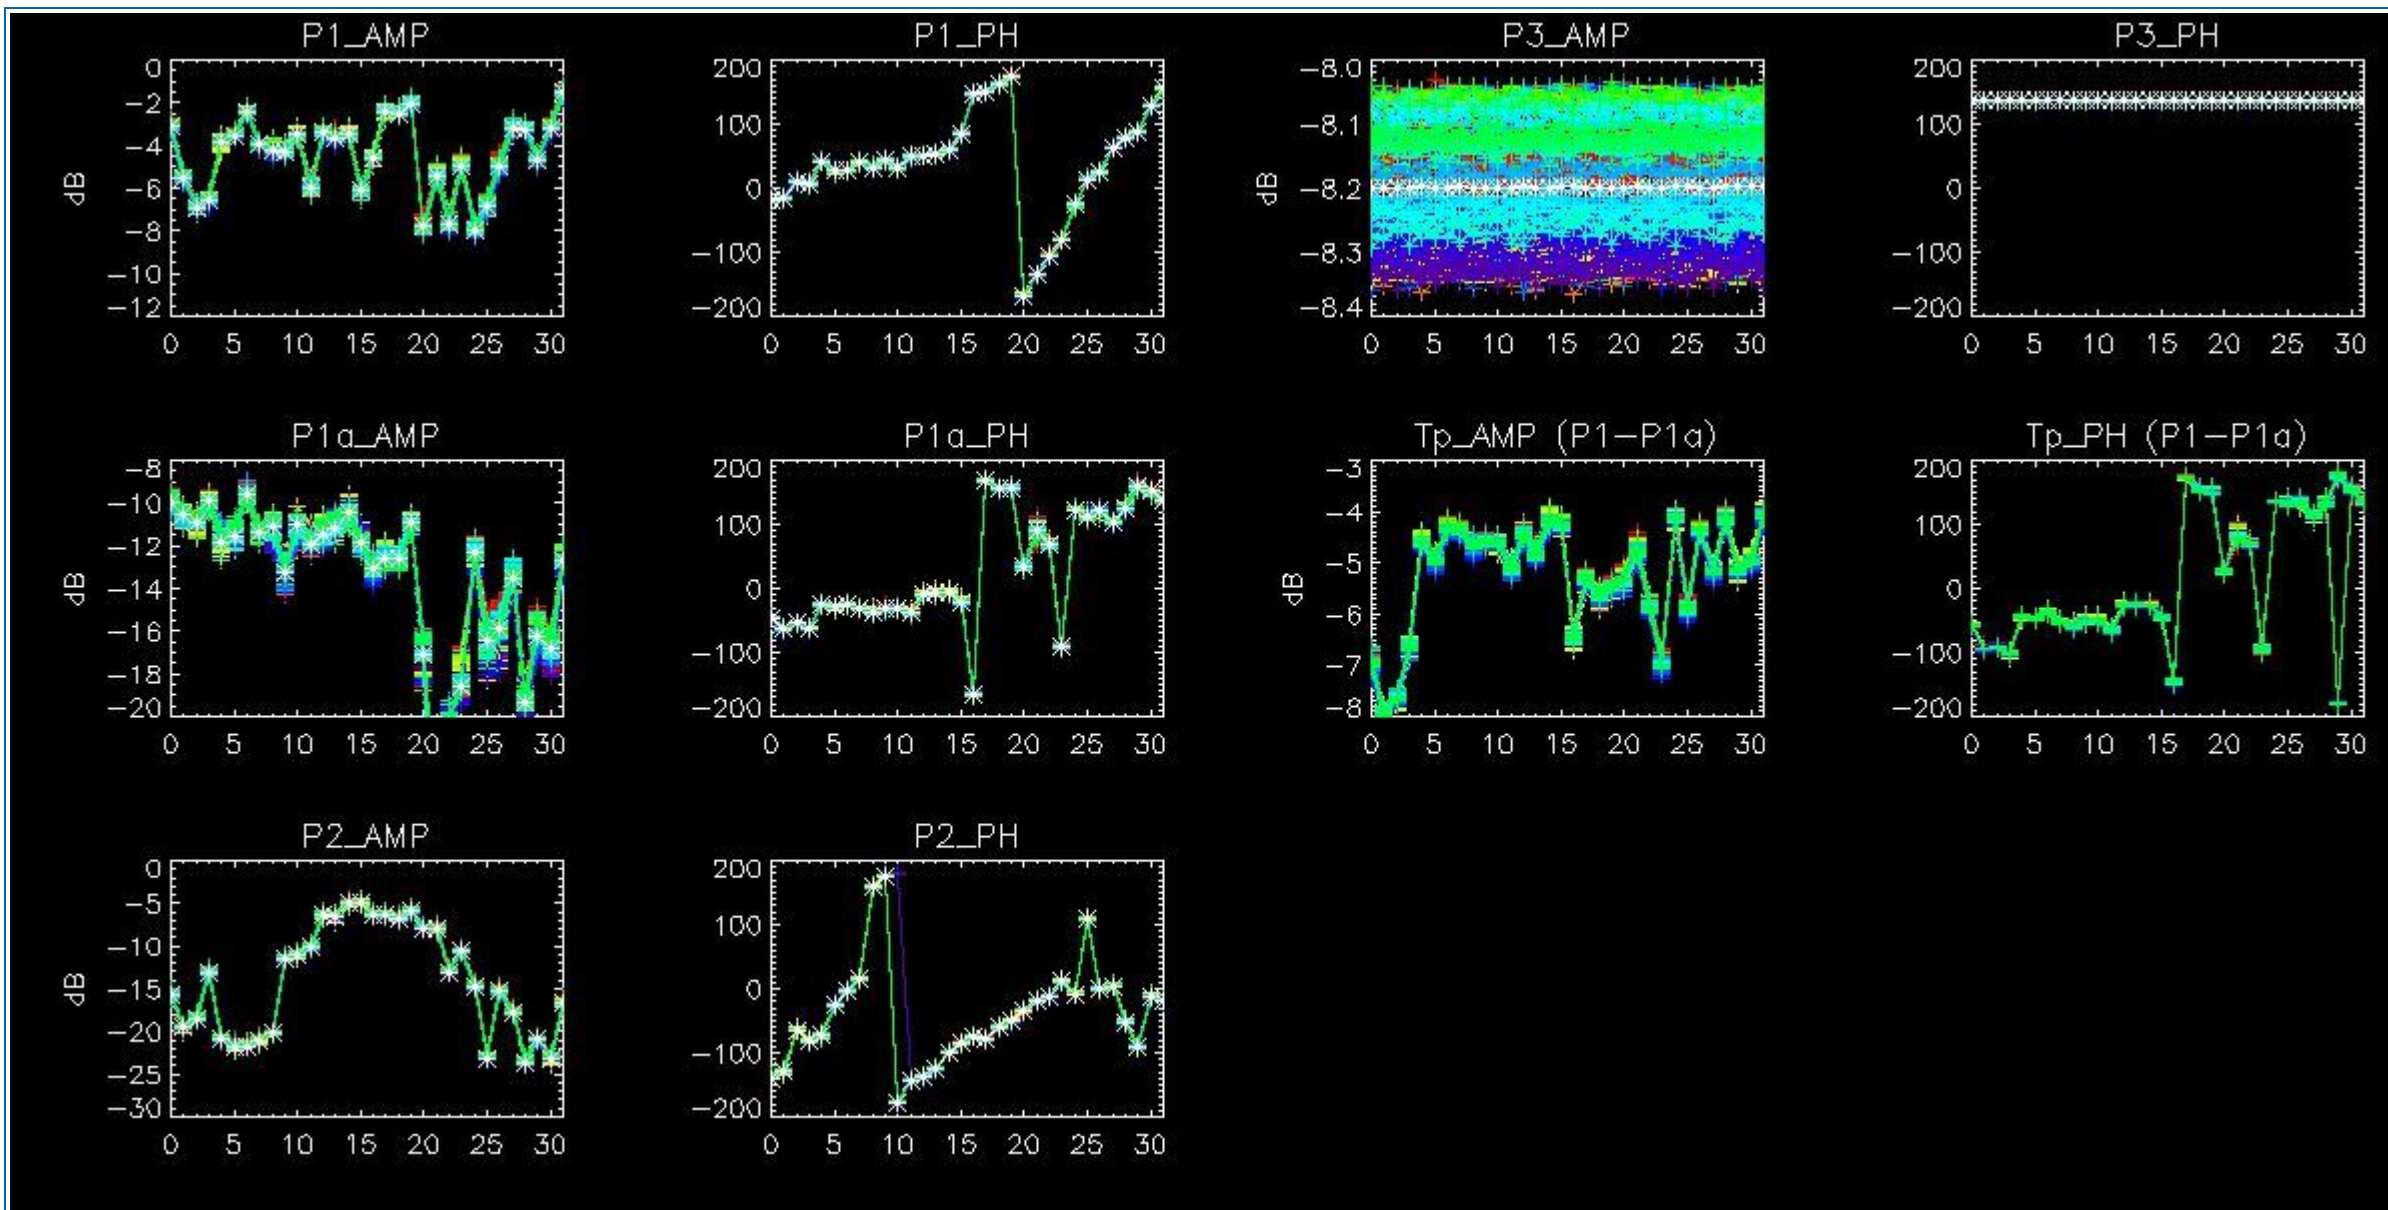 P1_AMP P1_PH P3_AMP P3_PH
0 200 −8.0 200
−2
100 −8.1 100
−4
dB −6 0 dB −8.2 0
−8
−100 −8.3 −100
−10
−12 −200 −8.4 −200
0 5 10 15 20 25 30 0 5 10 15 20 25 30 0 5 10 15 20 25 30 0 5 10 15 20 25 30
P1a_AMP P1a_PH Tp_AMP (P1−P1a) Tp_PH (P1−P1a)
−8 200 −3 200
−10
100 −4 100
−12
dB −14 0 dB −5 0
−6
−16
−100 −7 −100
−18
−20 −200 −8 −200
0 5 10 15 20 25 30 0 5 10 15 20 25 30 0 5 10 15 20 25 30 0 5 10 15 20 25 30
P2_AMP P2_PH
0 200
−5
100
−10
dB −15 0
−20
−100
−25
−30 −200
0 5 10 15 20 25 30 0 5 10 15 20 25 30